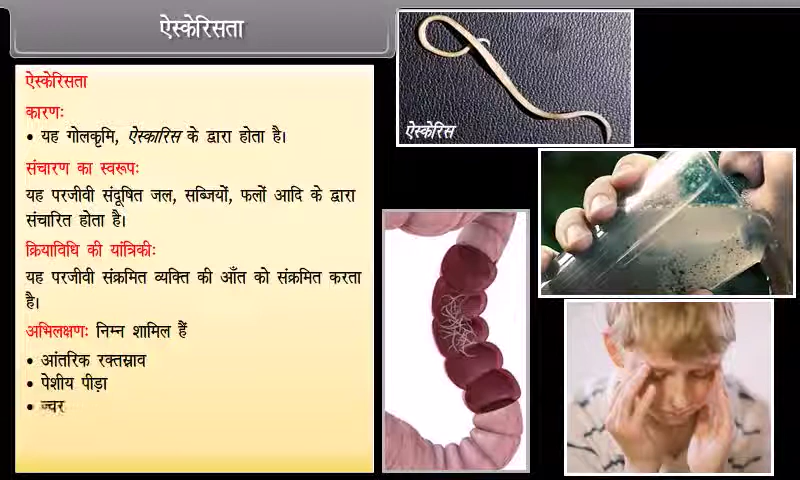 ऐस्केरिसता
ऐस्केरिसता
कारणः
• यह गोलकृमि, ऐस्कारिस के द्वारा होता है।
संचारण का स्वरूपः
यह परजीवी संदूषित जल, सब्जियों, फलों आदि के द्वारा
संचारित होता है।
क्रियाविधि की यांत्रिकीः
यह परजीवी संक्रमित व्यक्ति की आँत को संक्रमित करता
है।
अभिलक्षणः निम्न शामिल हैं
• आंतरिक रक्तस्राव
• पेशीय पीड़ा
• ज्वर
ऐस्केरिस